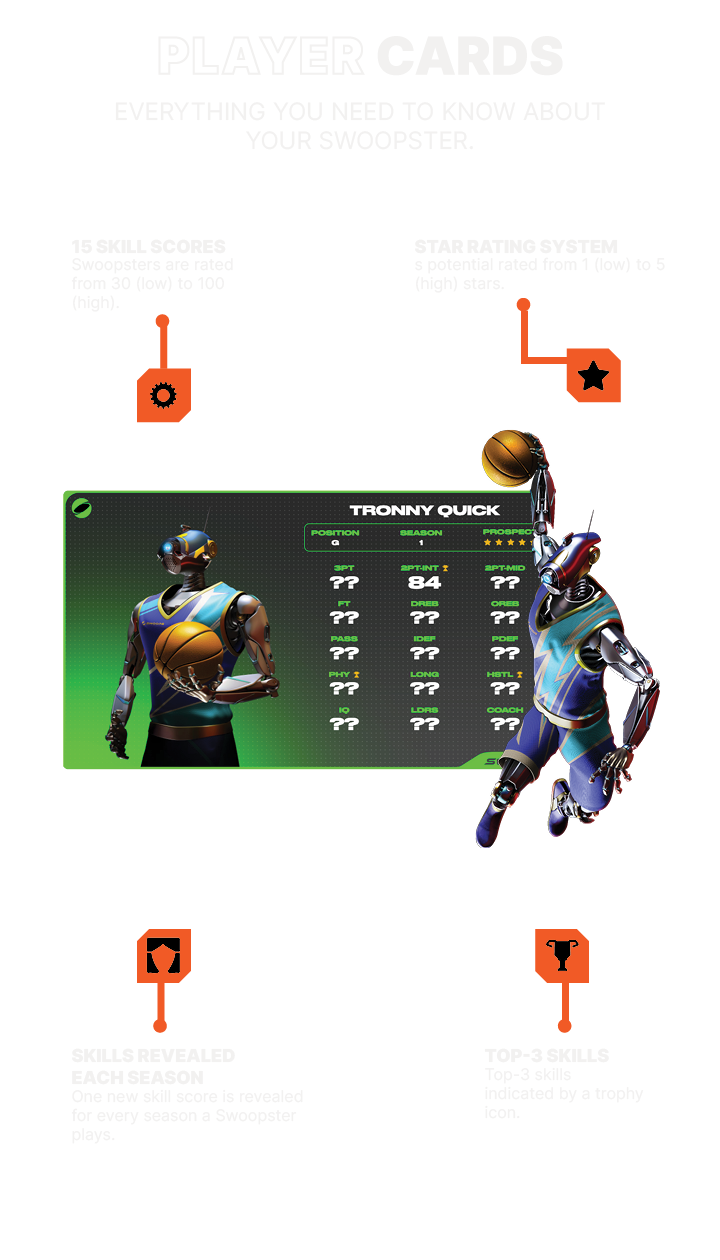 PLAYER CARDS
EVERYTHING YOU NEED TO KNOW ABOUT
YOUR SWOOPSTER.
15 SKILL SCORES
Swoopsters are rated
from 30 (low) to 100
(high).
STAR RATING SYSTEM
s potential rated from 1 (low) to 5
(high) stars.
TRONNY QUICK
POSITION SEASON PROSPECT
G 1
3PT 2PT-INT 2PT-MID
?? 84 ??
FT DREB OREB
?? ?? ??
PASS IDEF PDEF
?? ?? ??
PHY LONG HSTL
?? ?? ??
IQ LDRS COACH
?? ?? ??
SKILLS REVEALED
EACH SEASON
One new skill score is revealed
for every season a Swoopster
plays.
TOP-3 SKILLS
Top-3 skills
indicated by a trophy
icon.